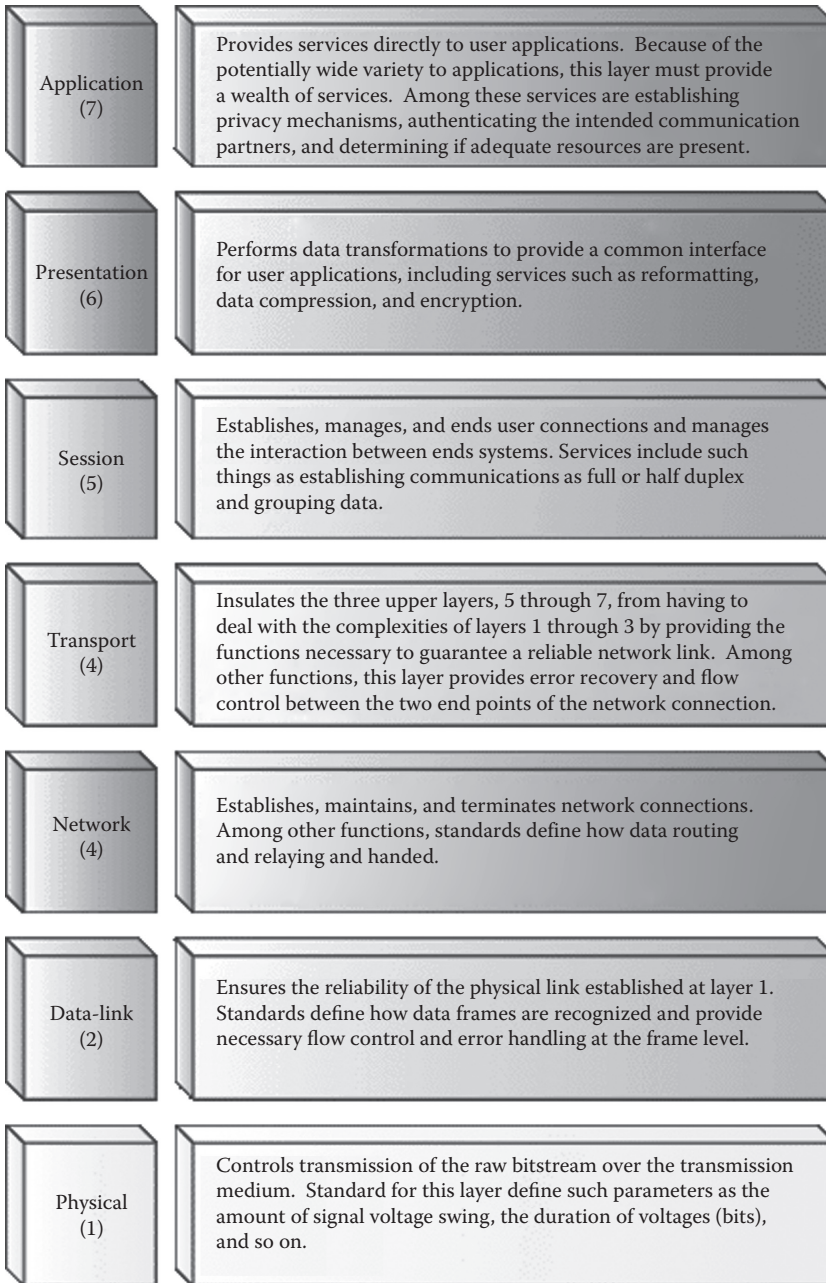 Application
(7)
Provides services directly to user applications.  Because of the
potentially wide variety to applications, this layer must provide
a wealth of services.  Among these services are establishing
privacy mechanisms, authenticating the intended communication
partners, and determining if adequate resources are present.
Presentation
(6)
Performs data transformations to provide a common interface
for user applications, including services such as reformatting,
data compression, and encryption.
Session
(5)
Establishes, manages, and ends user connections and manages
the interaction between ends systems. Services include such
things as establishing communications as full or half duplex
and grouping data.
Transport
(4)
Insulates the three upper layers, 5 through 7, from having to
deal with the complexities of layers 1 through 3 by providing the
functions necessary to guarantee a reliable network link.  Among
other functions, this layer provides error recovery and flow
control between the two end points of the network connection.
Network
(4)
Establishes, maintains, and terminates network connections.
Among other functions, standards define how data routing
and relaying and handed.
Data-link
(2)
Ensures the reliability of the physical link established at layer 1.
Standards define how data frames are recognized and provide
necessary flow control and error handling at the frame level.
Physical
(1)
Controls transmission of the raw bitstream over the transmission
medium.  Standard for this layer define such parameters as the
amount of signal voltage swing, the duration of voltages (bits),
and so on.